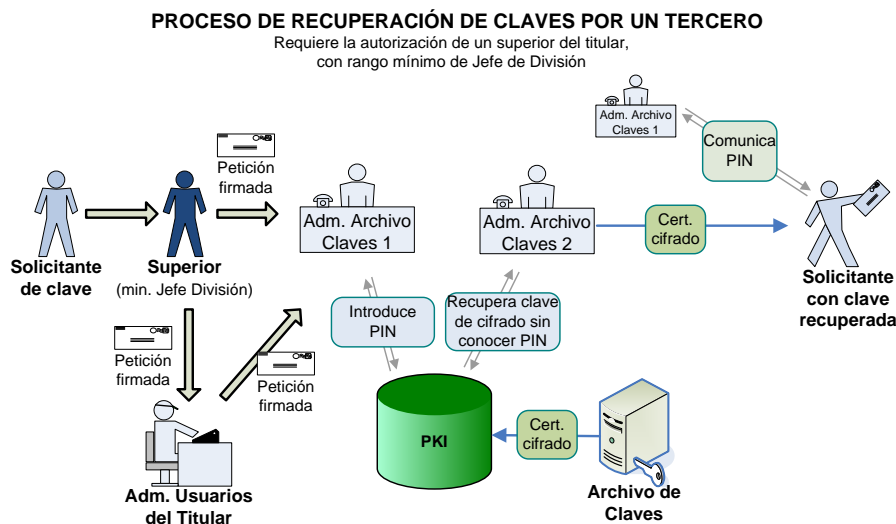 PROCESO DE RECUPERACIÓN DE CLAVES POR UN TERCERO
Requiere la autorización de un superior del titular,
con rango mínimo de Jefe de División
Adm. Archivo
Claves 1
Comunica
PIN
Petición
firmada
Adm. Archivo
Claves 1
Adm. Archivo
Claves 2
Cert.
cifrado
Solicitante
de clave
Superior
(min. Jefe División)
Solicitante
con clave
recuperada
Introduce
PIN
Recupera clave
de cifrado sin
conocer PIN
Petición
firmada
Petición
firmada
PKI
Cert.
cifrado
Adm. Usuarios
del Titular
Archivo de
Claves